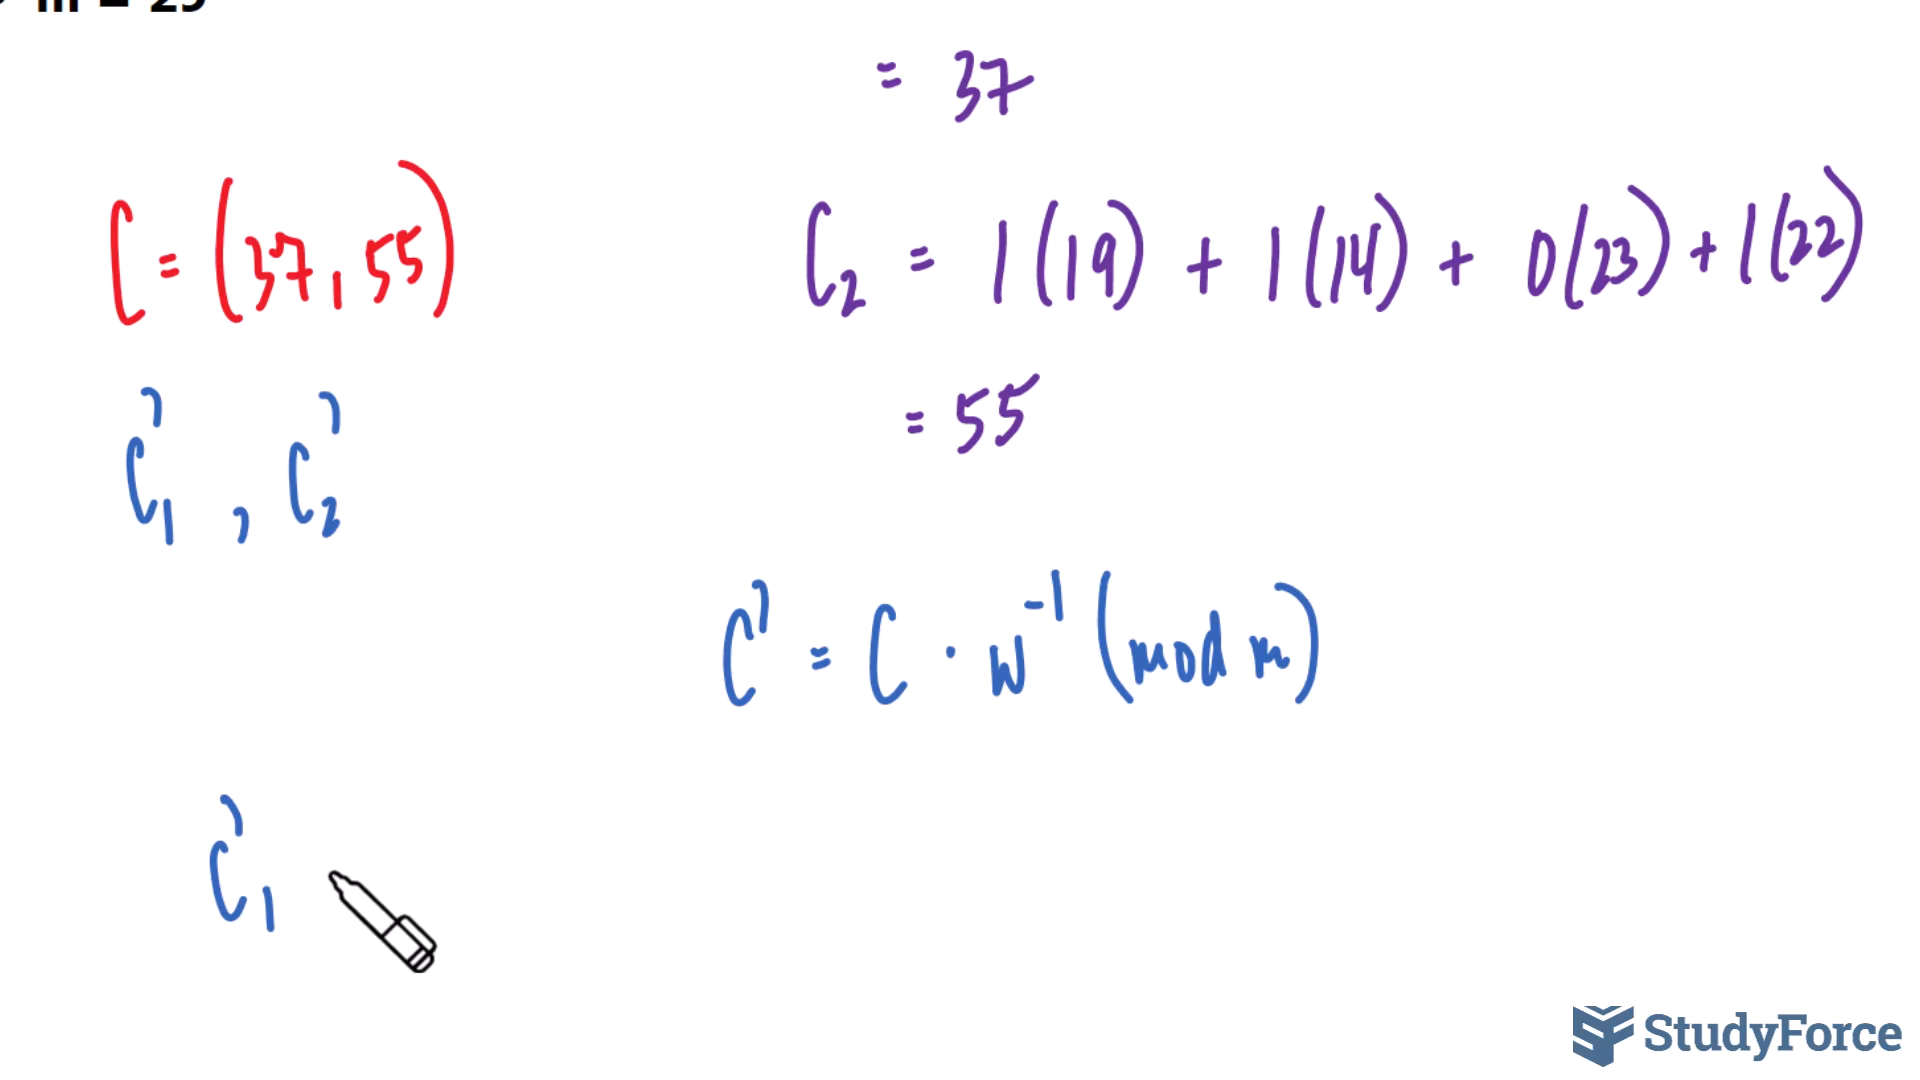 m = 29
= 37
C = (37, 55)
C₂ = 1(19) + 1(14) + 0(23) + 1(22)
= 55
C₁' , C₂'
C' = C · w⁻¹ (mod m)
C₁'
StudyForce